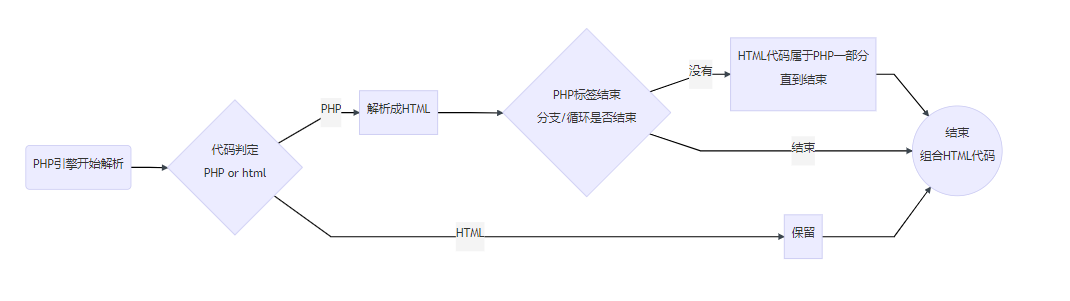 PHP引擎开始解析
代码判定
PHP or html
PHP
解析成HTML
PHP标签结束
分支/循环是否结束
没有
HTML代码属于PHP一部分
直到结束
结束
结束
组合HTML代码
HTML
保留